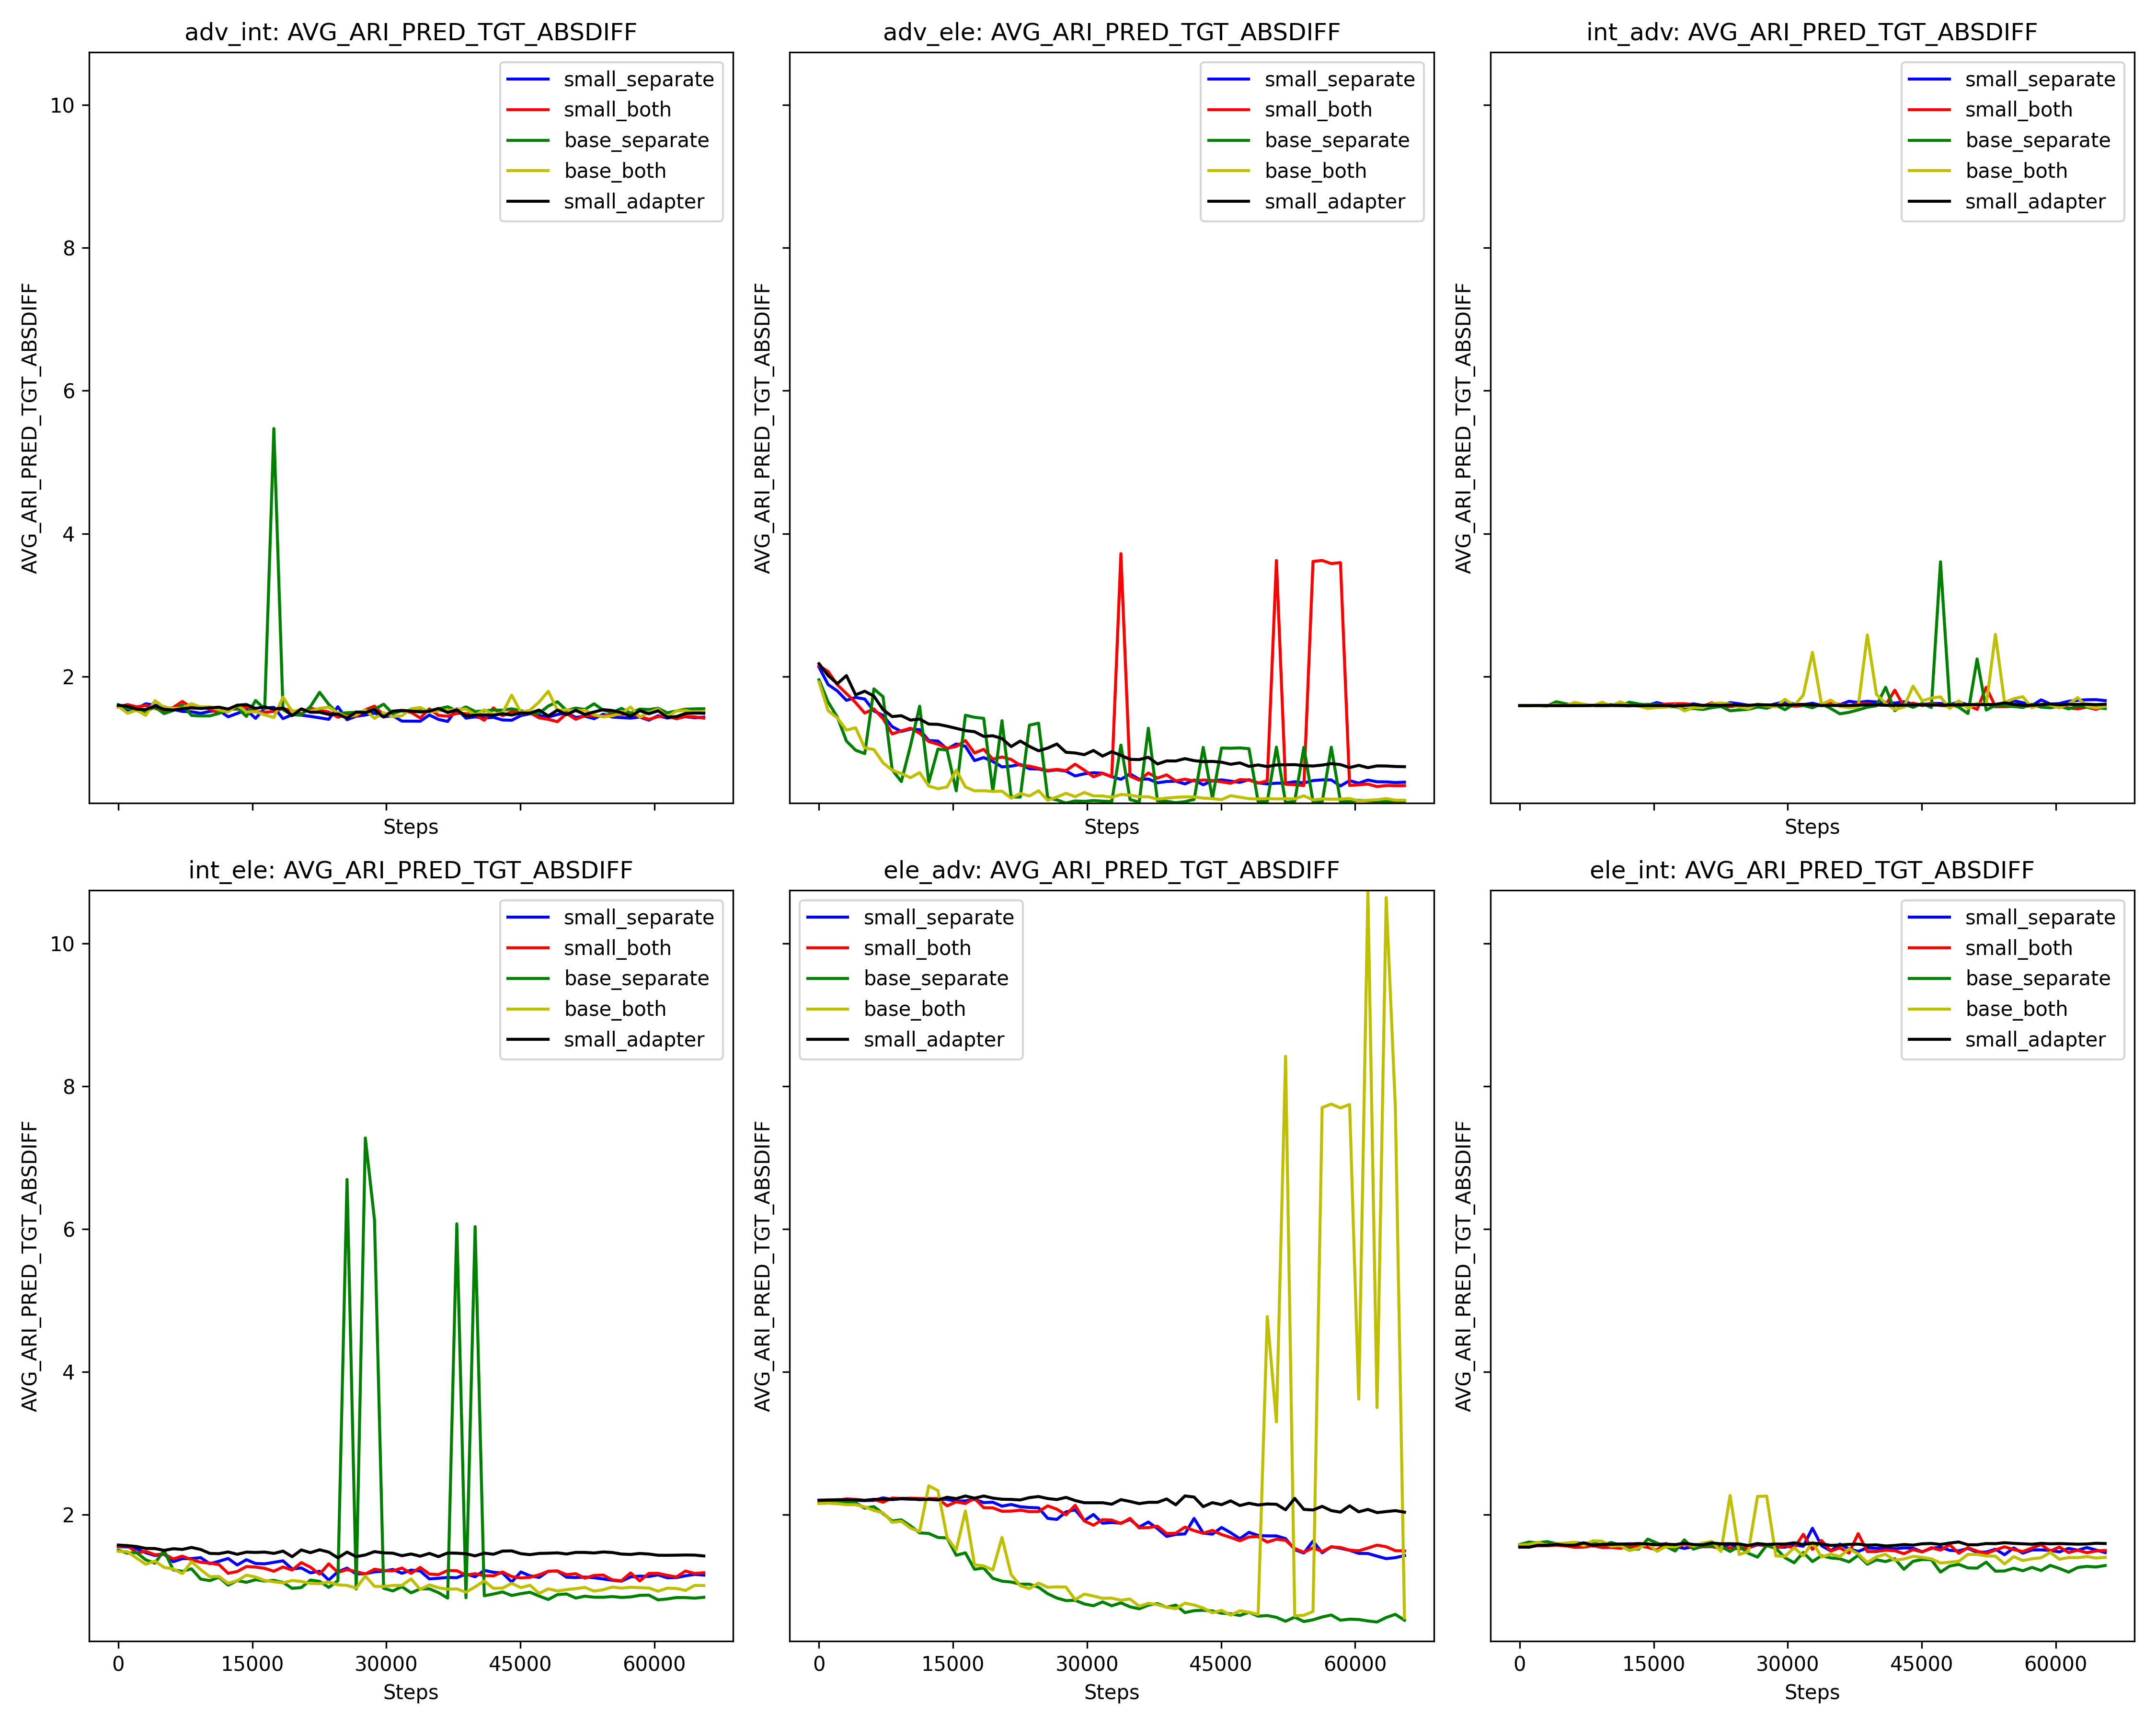 adv_int: AVG_ARI_PRED_TGT_ABSDIFF
AVG_ARI_PRED_TGT_ABSDIFF
10
8
6
4
2
small_separate
small_both
base_separate
base_both
small_adapter
Steps
adv_ele: AVG_ARI_PRED_TGT_ABSDIFF
AVG_ARI_PRED_TGT_ABSDIFF
small_separate
small_both
base_separate
base_both
small_adapter
Steps
int_adv: AVG_ARI_PRED_TGT_ABSDIFF
AVG_ARI_PRED_TGT_ABSDIFF
small_separate
small_both
base_separate
base_both
small_adapter
Steps
int_ele: AVG_ARI_PRED_TGT_ABSDIFF
AVG_ARI_PRED_TGT_ABSDIFF
10
8
6
4
2
small_separate
small_both
base_separate
base_both
small_adapter
0 15000 30000 45000 60000
Steps
ele_adv: AVG_ARI_PRED_TGT_ABSDIFF
AVG_ARI_PRED_TGT_ABSDIFF
small_separate
small_both
base_separate
base_both
small_adapter
0 15000 30000 45000 60000
Steps
ele_int: AVG_ARI_PRED_TGT_ABSDIFF
AVG_ARI_PRED_TGT_ABSDIFF
small_separate
small_both
base_separate
base_both
small_adapter
0 15000 30000 45000 60000
Steps